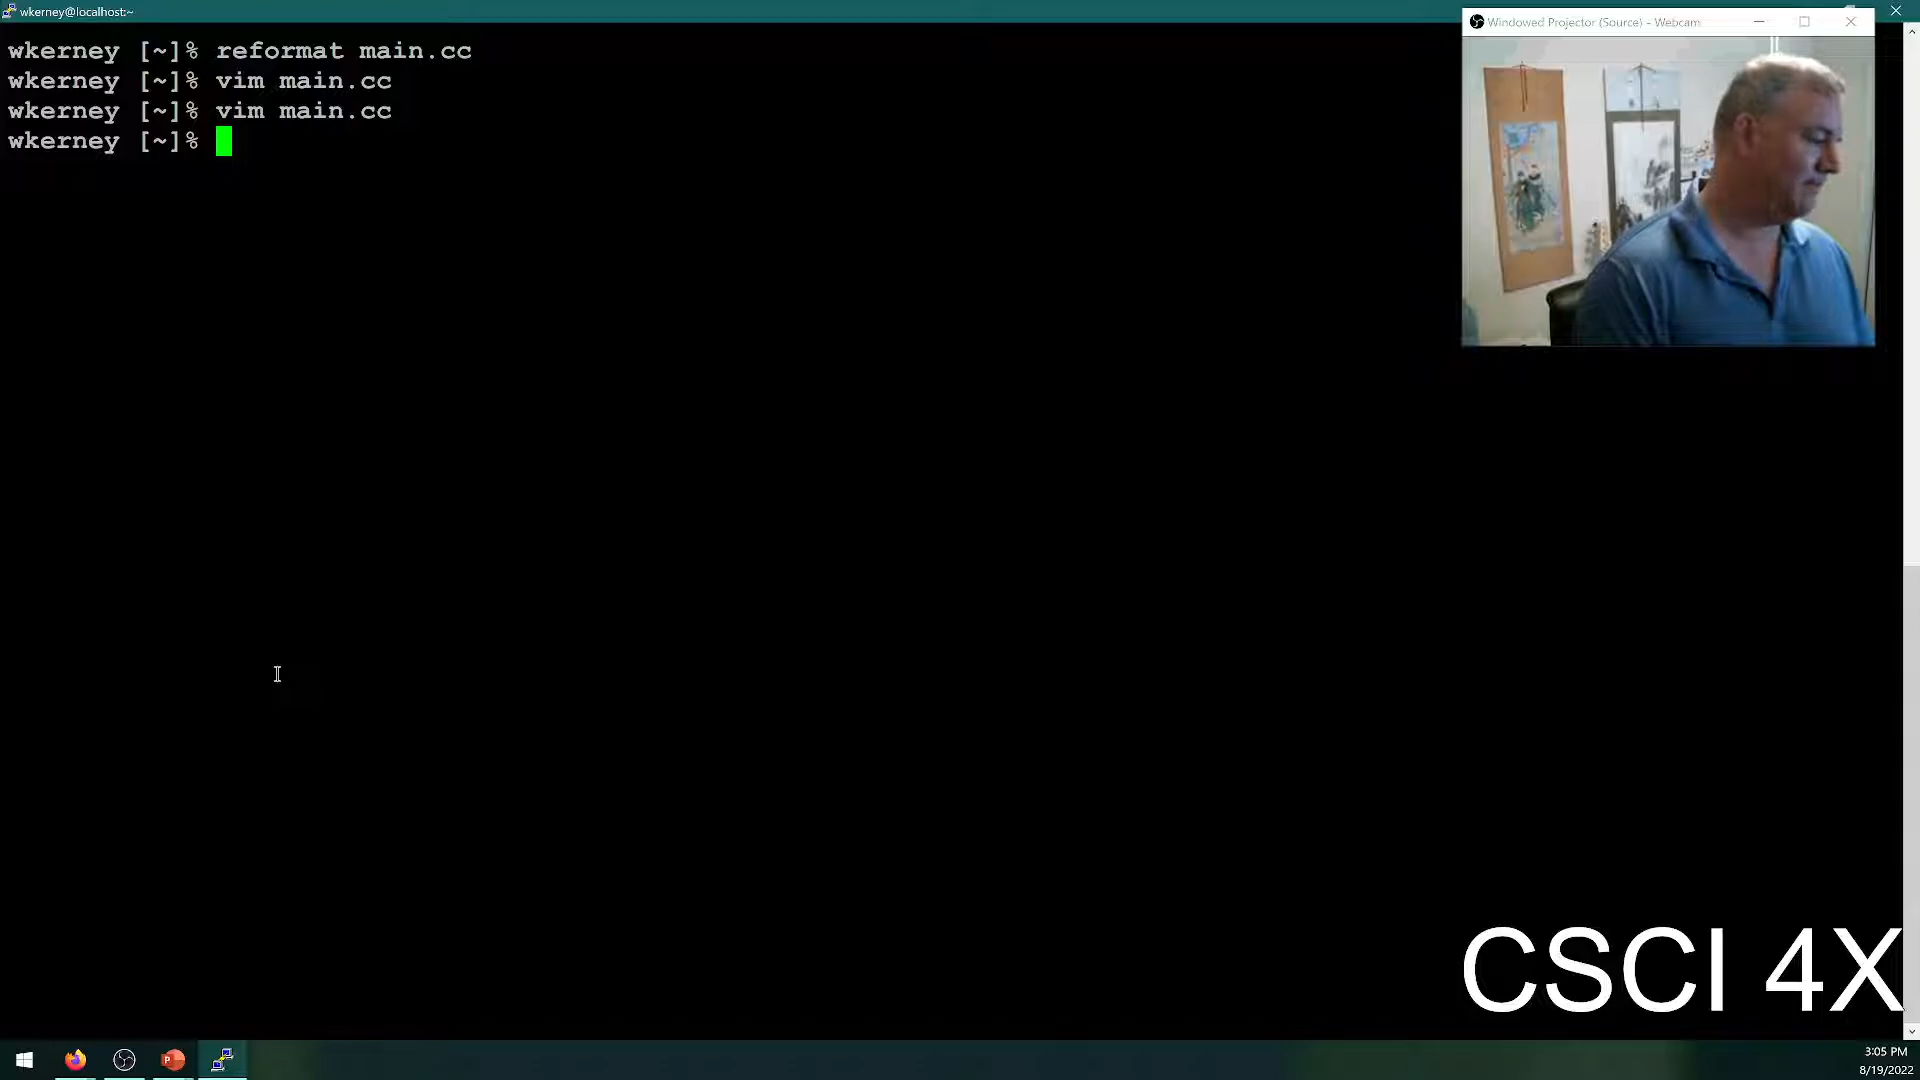 wkerney@localhost:~
Windowed Projector (Source) - Webcam
wkerney [~]% reformat main.cc
wkerney [~]% vim main.cc
wkerney [~]% vim main.cc
wkerney [~]%
CSCI 4X
3:05 PM
8/19/2022